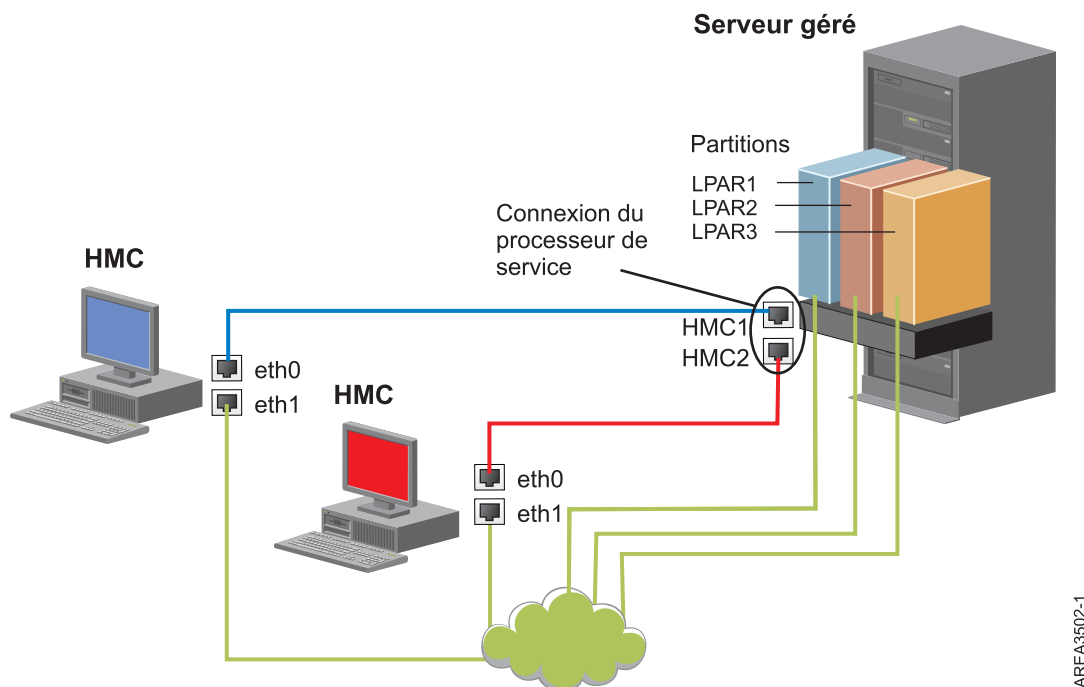 Serveur géré
Partitions
LPAR1
LPAR2
LPAR3
Connexion du
processeur de
service
HMC
HMC1
HMC2
eth0
eth1
HMC
eth0
eth1
AREA3502-1